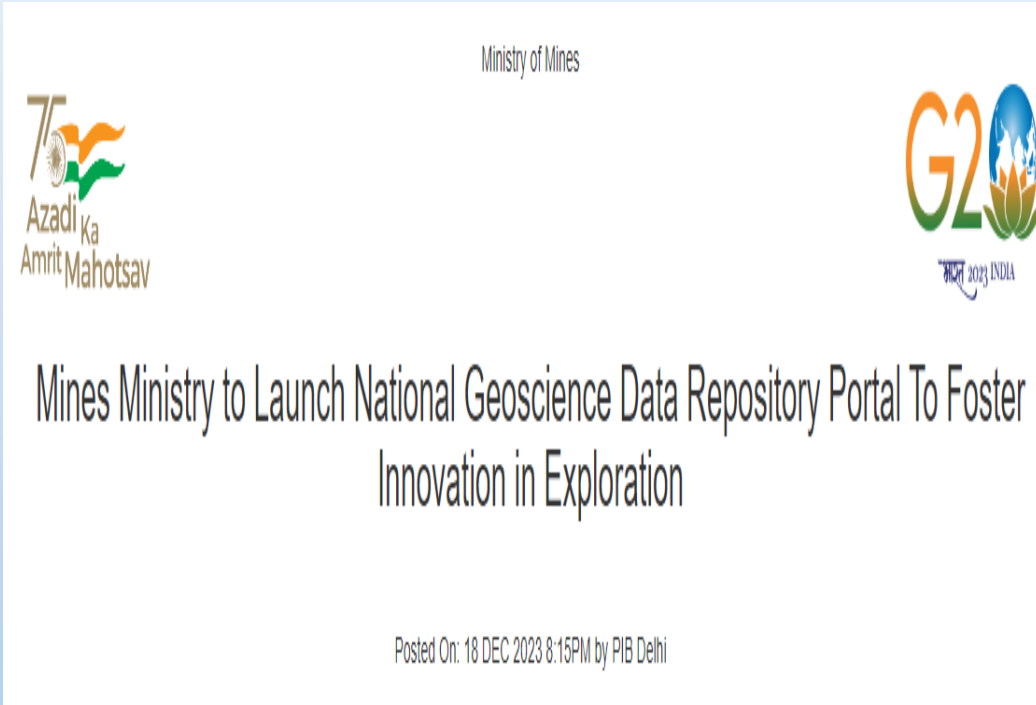 Ministry of Mines
75
Azadi Ka
Amrit Mahotsav
G20
भारत 2023 INDIA
Mines Ministry to Launch National Geoscience Data Repository Portal To Foster
Innovation in Exploration
Posted On: 18 DEC 2023 8:15PM by PIB Delhi